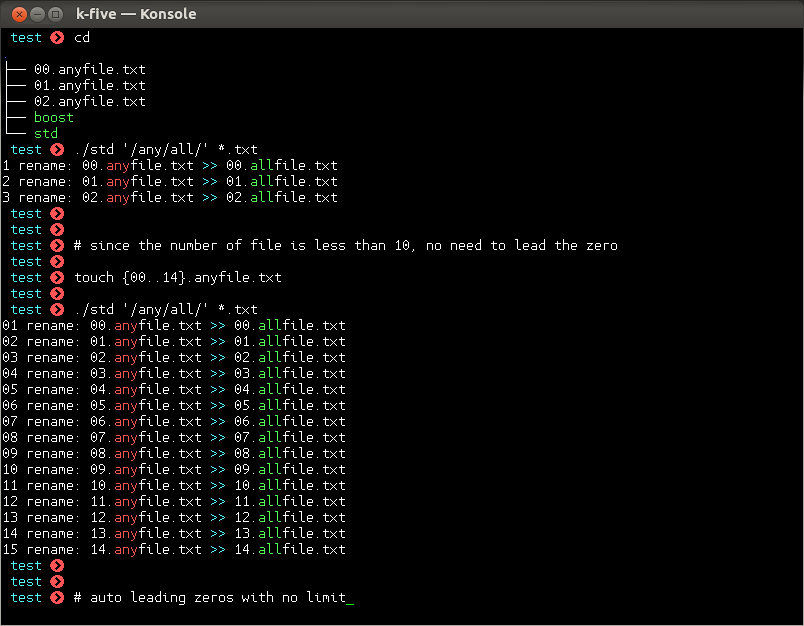 k-five — Konsole
test cd
├── 00.anyfile.txt
├── 01.anyfile.txt
├── 02.anyfile.txt
├── boost
└── std
test ./std '/any/all/' *.txt
1 rename: 00.anyfile.txt >> 00.allfile.txt
2 rename: 01.anyfile.txt >> 01.allfile.txt
3 rename: 02.anyfile.txt >> 02.allfile.txt
test
test
test # since the number of file is less than 10, no need to lead the zero
test
test touch {00..14}.anyfile.txt
test
test ./std '/any/all/' *.txt
01 rename: 00.anyfile.txt >> 00.allfile.txt
02 rename: 01.anyfile.txt >> 01.allfile.txt
03 rename: 02.anyfile.txt >> 02.allfile.txt
04 rename: 03.anyfile.txt >> 03.allfile.txt
05 rename: 04.anyfile.txt >> 04.allfile.txt
06 rename: 05.anyfile.txt >> 05.allfile.txt
07 rename: 06.anyfile.txt >> 06.allfile.txt
08 rename: 07.anyfile.txt >> 07.allfile.txt
09 rename: 08.anyfile.txt >> 08.allfile.txt
10 rename: 09.anyfile.txt >> 09.allfile.txt
11 rename: 10.anyfile.txt >> 10.allfile.txt
12 rename: 11.anyfile.txt >> 11.allfile.txt
13 rename: 12.anyfile.txt >> 12.allfile.txt
14 rename: 13.anyfile.txt >> 13.allfile.txt
15 rename: 14.anyfile.txt >> 14.allfile.txt
test
test
test # auto leading zeros with no limit_